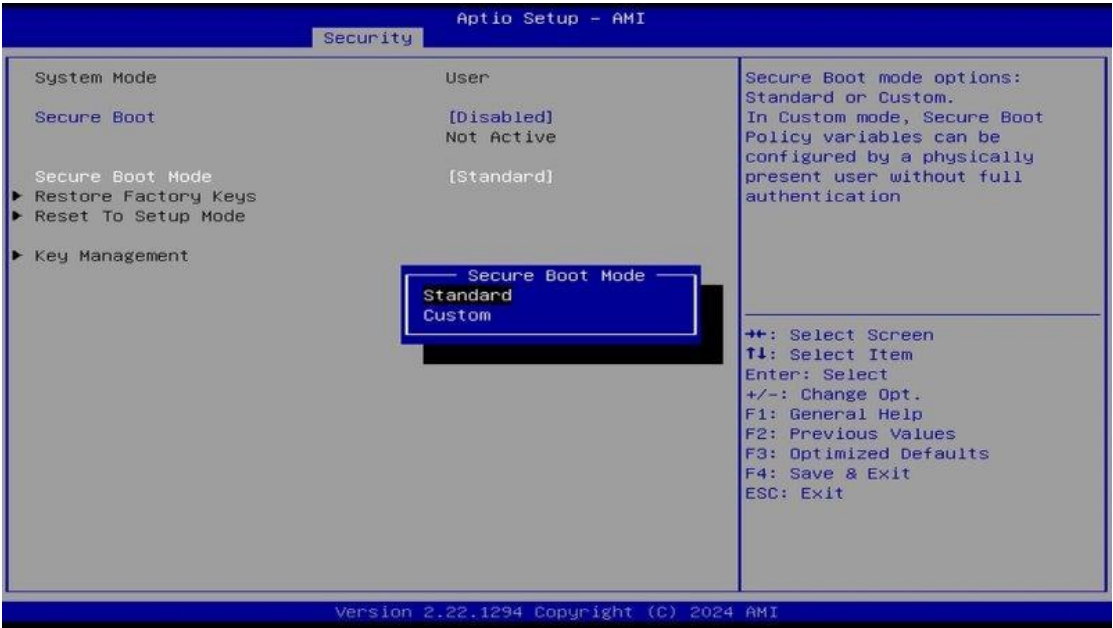 Aptio Setup – AMI
Security
System Mode User
Secure Boot [Disabled]
Not Active
Secure Boot Mode [Standard]
Restore Factory Keys
Reset To Setup Mode
Key Management
Secure Boot Mode
Standard
Custom
Secure Boot mode options:
Standard or Custom.
In Custom mode, Secure Boot
Policy variables can be
configured by a physically
present user without full
authentication
→←: Select Screen
↑↓: Select Item
Enter: Select
+/-: Change Opt.
F1: General Help
F2: Previous Values
F3: Optimized Defaults
F4: Save & Exit
ESC: Exit
Version 2.22.1294 Copyright (C) 2024 AMI